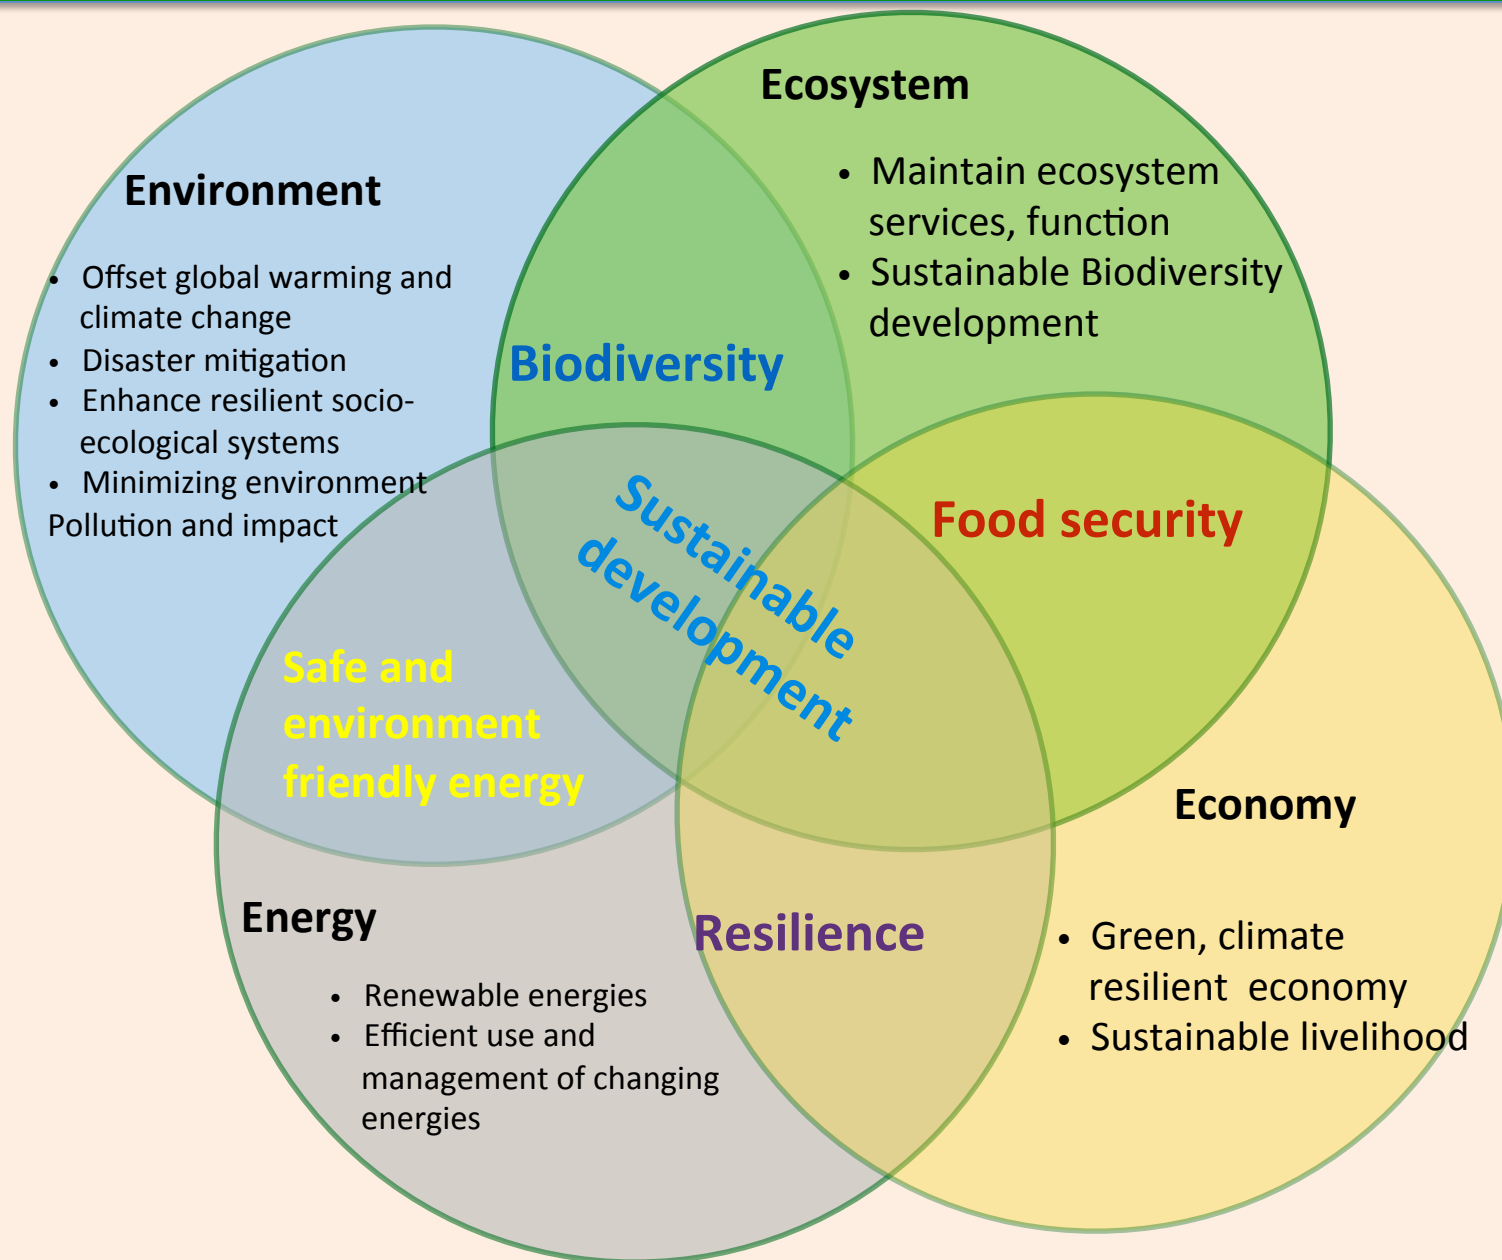 Ecosystem
• Maintain ecosystem
services, function
• Sustainable Biodiversity
development
Environment
• Offset global warming and
climate change
• Disaster mitigation
• Enhance resilient socio-
ecological systems
• Minimizing environment
Pollution and impact
Biodiversity
Sustainable
development
Food security
Safe and
environment
friendly energy
Economy
• Green, climate
resilient economy
• Sustainable livelihood
Energy
• Renewable energies
• Efficient use and
management of changing
energies
Resilience